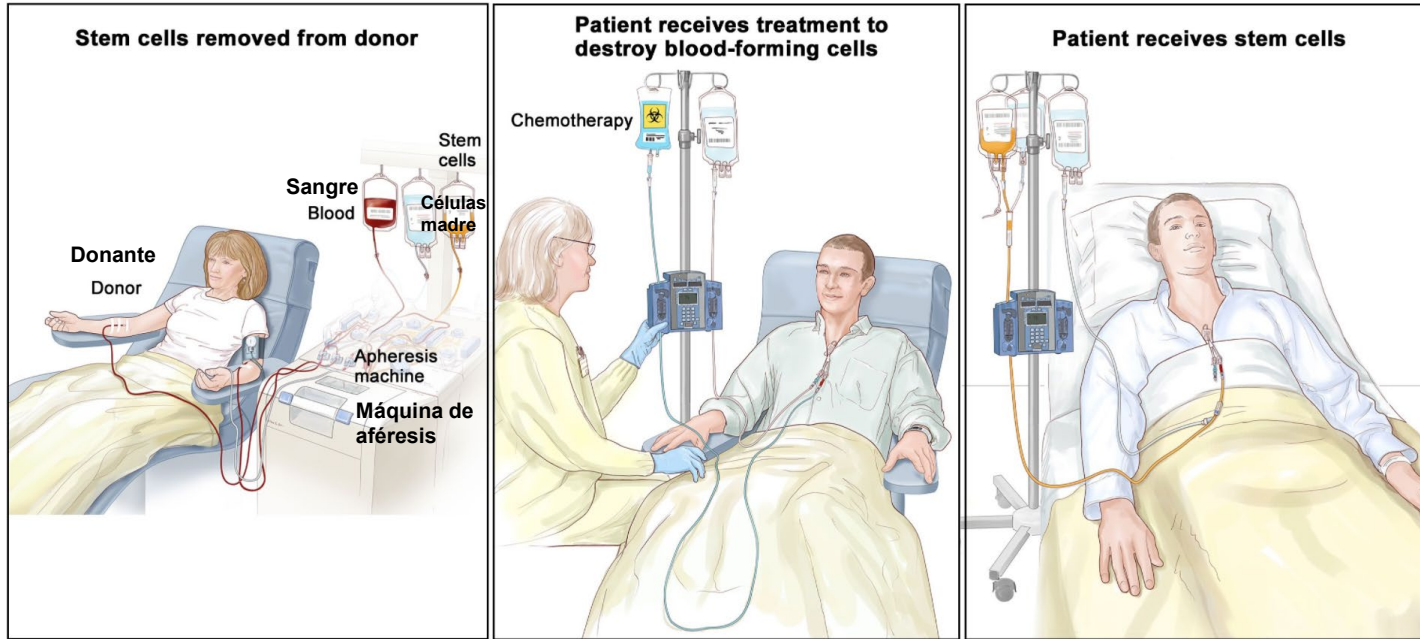 Stem cells removed from donor
Stem
cells
Sangre
Blood
Células
madre
Donante
Donor
Apheresis
machine
Máquina de
aféresis
Patient receives treatment to
destroy blood-forming cells
Chemotherapy
Patient receives stem cells